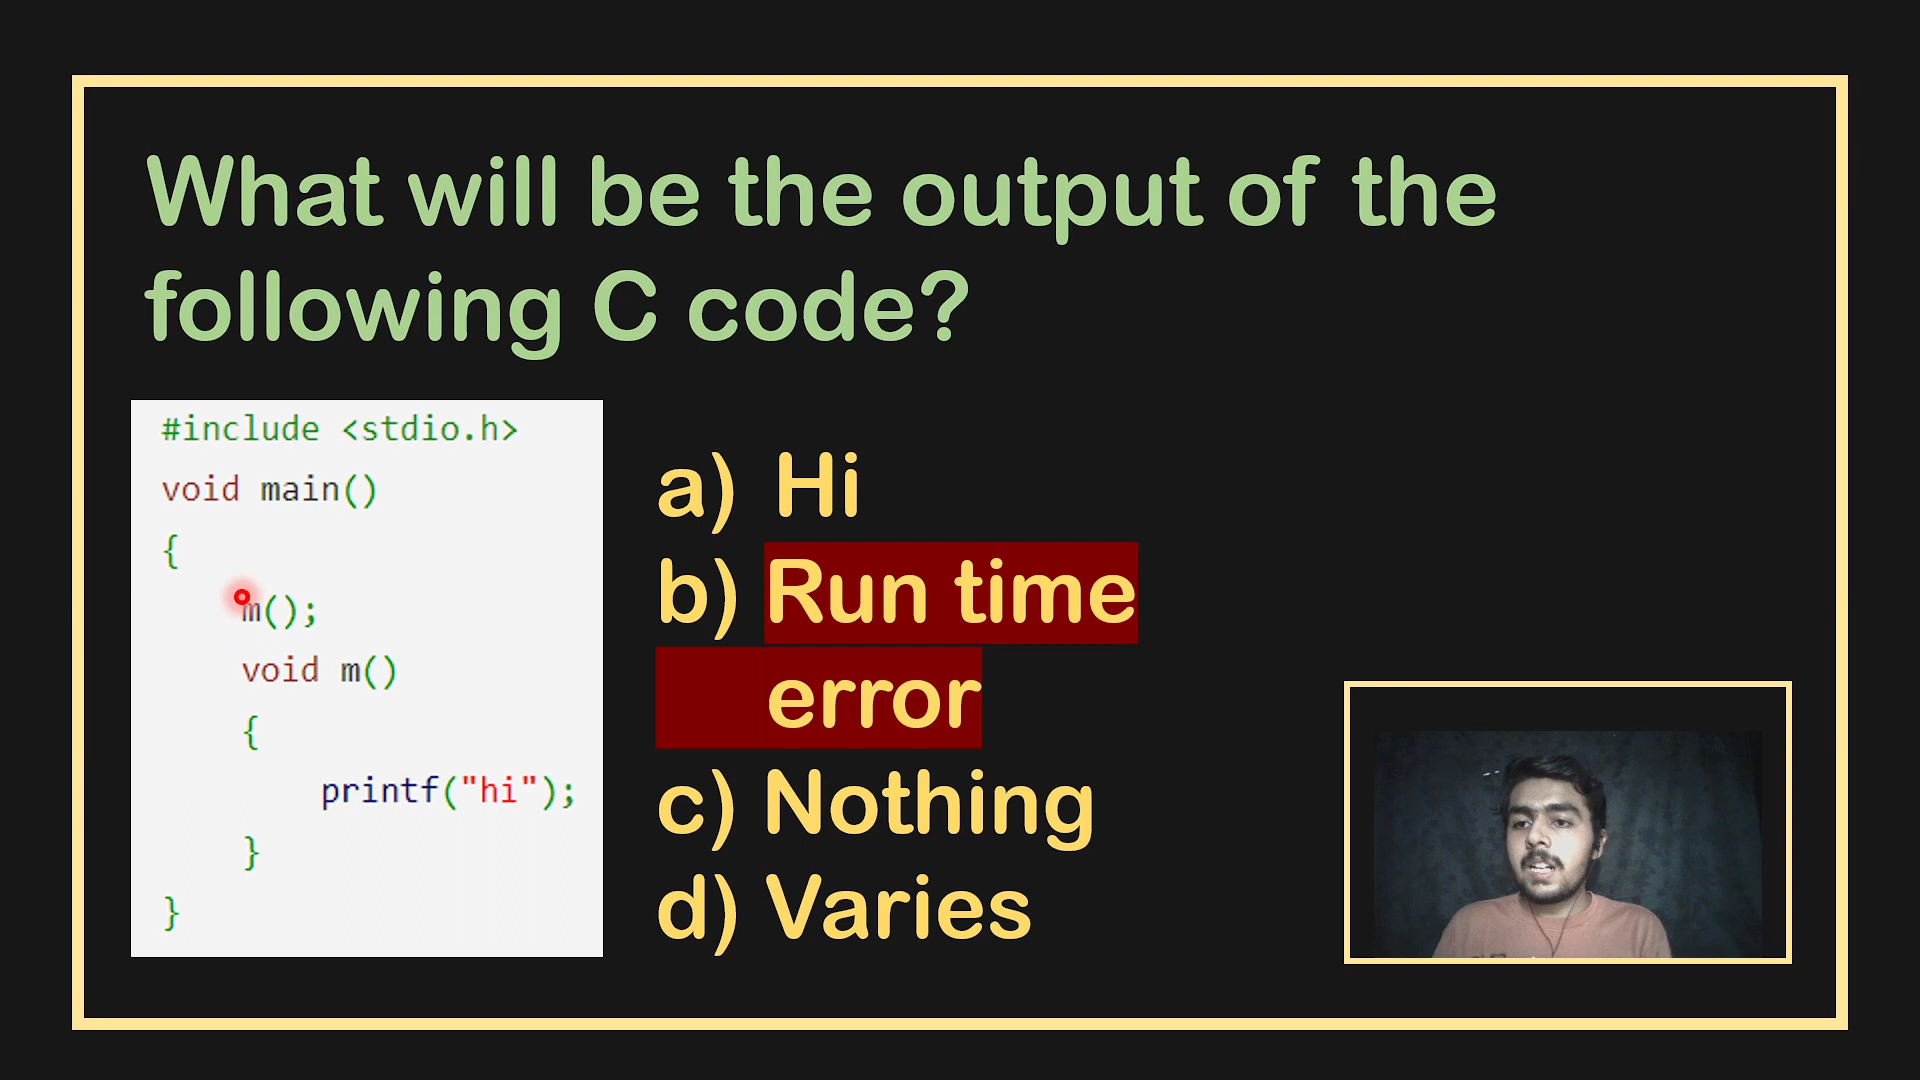 What will be the output of the
following C code?
#include <stdio.h>
void main()
{
m();
void m()
{
printf("hi");
}
}
a) Hi
b) Run time
error
c) Nothing
d) Varies